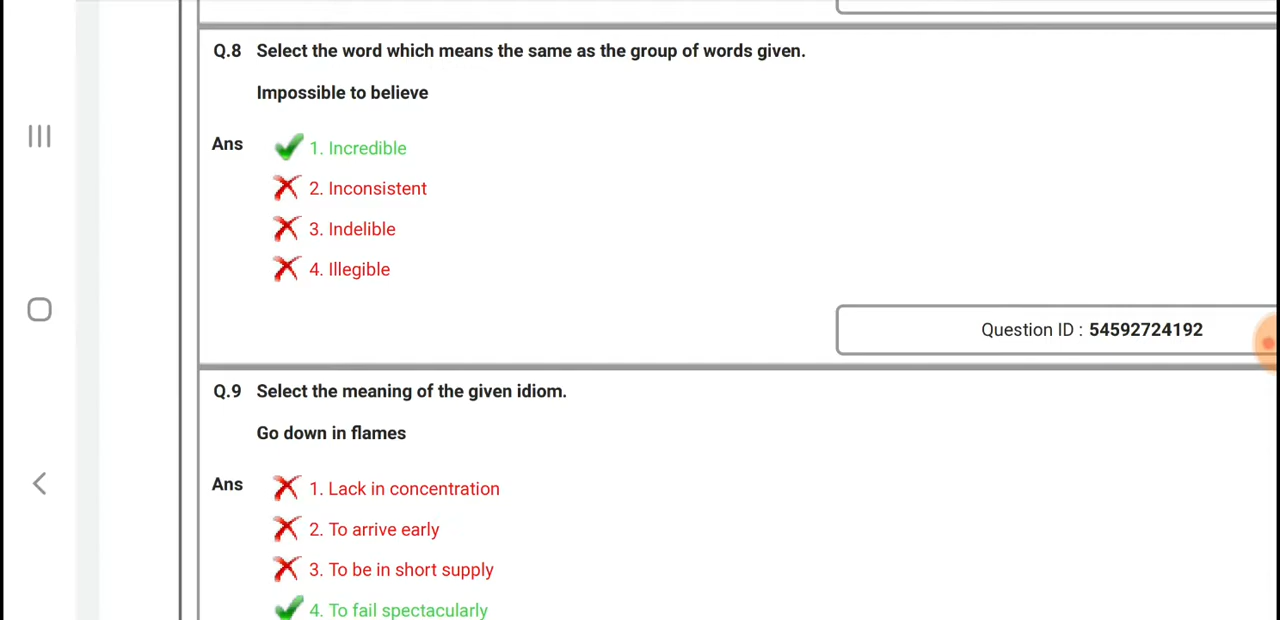 Q.8 Select the word which means the same as the group of words given.
Impossible to believe
Ans 1. Incredible
2. Inconsistent
3. Indelible
4. Illegible
Question ID : 54592724192
Q.9 Select the meaning of the given idiom.
Go down in flames
Ans 1. Lack in concentration
2. To arrive early
3. To be in short supply
4. To fail spectacularly